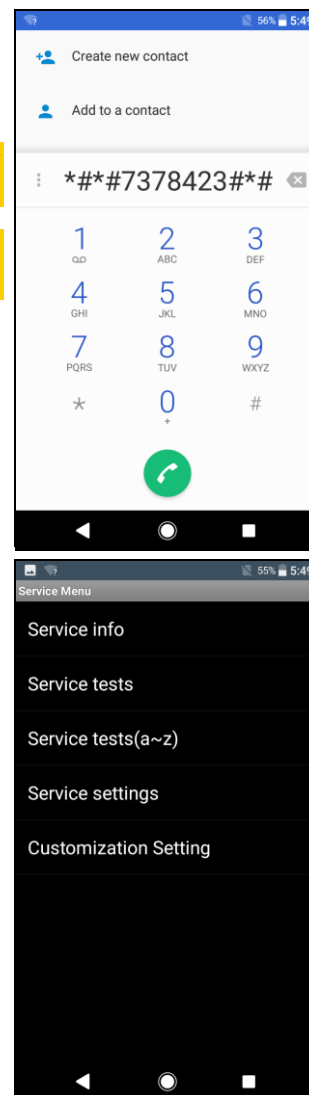 56% 5:49
Create new contact
Add to a contact
*#*#7378423#*#
1 2 3
ABC DEF
4 5 6
GHI JKL MNO
7 8 9
PQRS TUV WXYZ
* 0 #
+
55% 5:49
Service Menu
Service info
Service tests
Service tests(a~z)
Service settings
Customization Setting